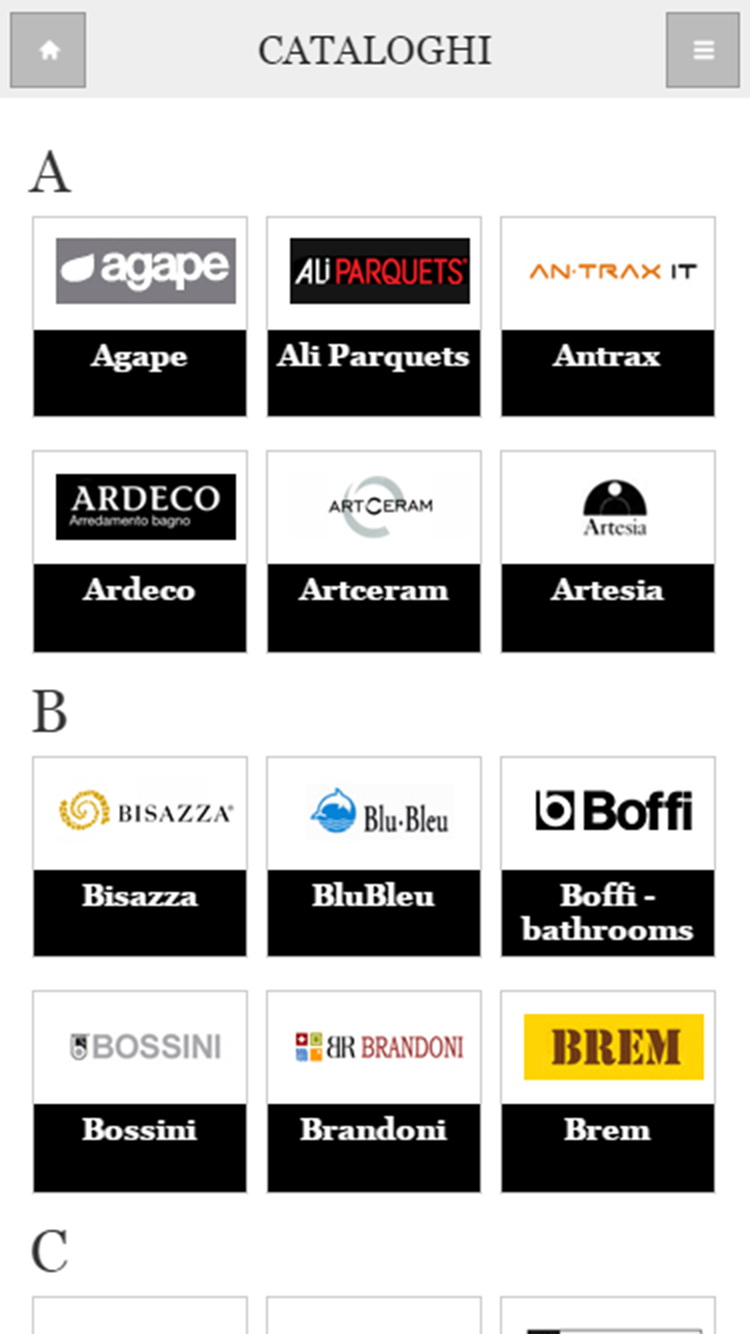 CATALOGHI
A
agape
ALi PARQUETS
AN·TRAX IT
Agape
Ali Parquets
Antrax
ARDECO
Arredamento bagno
ARTCERAM
Artesia
Ardeco
Artceram
Artesia
B
BISAZZA®
Blu·Bleu
b Boffi
Bisazza
BluBleu
Boffi -
bathrooms
BOSSINI
BR BRANDONI
BREM
Bossini
Brandoni
Brem
C